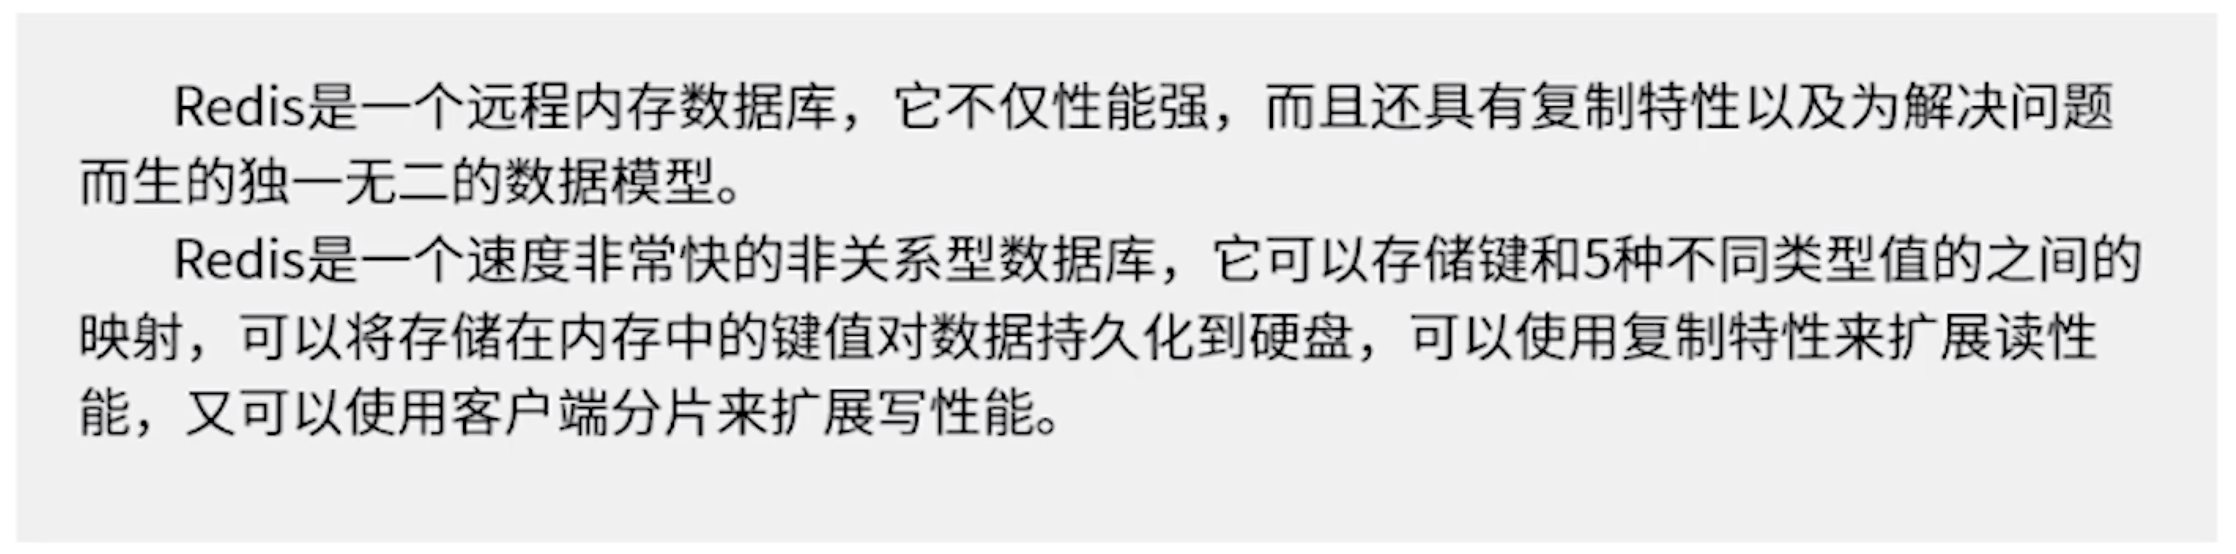 Redis是一个远程内存数据库，它不仅性能强，而且还具有复制特性以及为解决问题
而生的独一无二的数据模型。
Redis是一个速度非常快的非关系型数据库，它可以存储键和5种不同类型值的之间的
映射，可以将存储在内存中的键值对数据持久化到硬盘，可以使用复制特性来扩展读性
能，又可以使用客户端分片来扩展写性能。